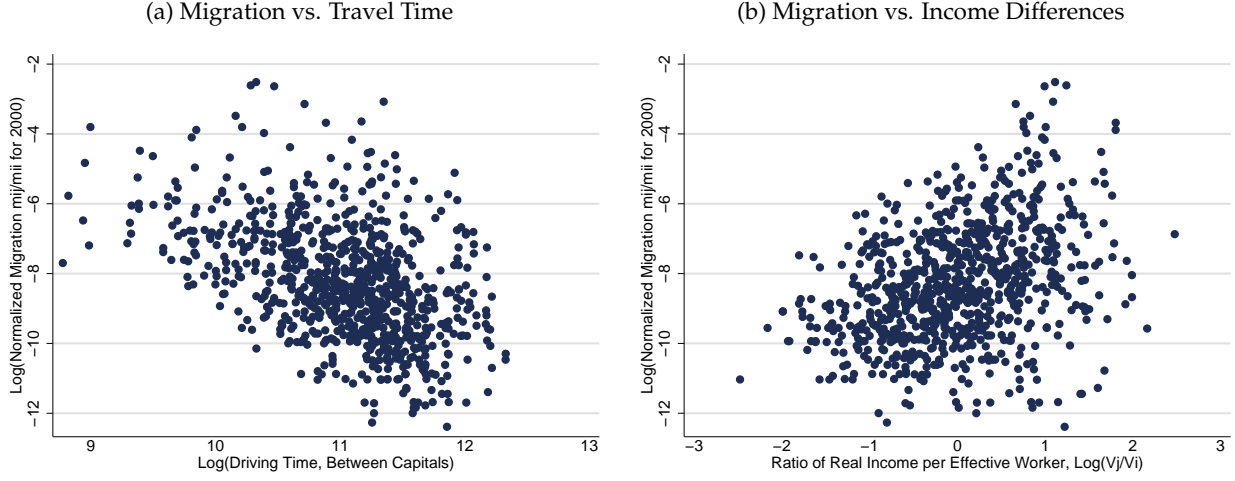 (a) Migration vs. Travel Time
Log(Normalized Migration mij/mii for 2000)
−2
−4
−6
−8
−10
−12
9 10 11 12 13
Log(Driving Time, Between Capitals)
(b) Migration vs. Income Differences
Log(Normalized Migration mij/mii for 2000)
−2
−4
−6
−8
−10
−12
−3 −2 −1 0 1 2 3
Ratio of Real Income per Effective Worker, Log(Vj/Vi)